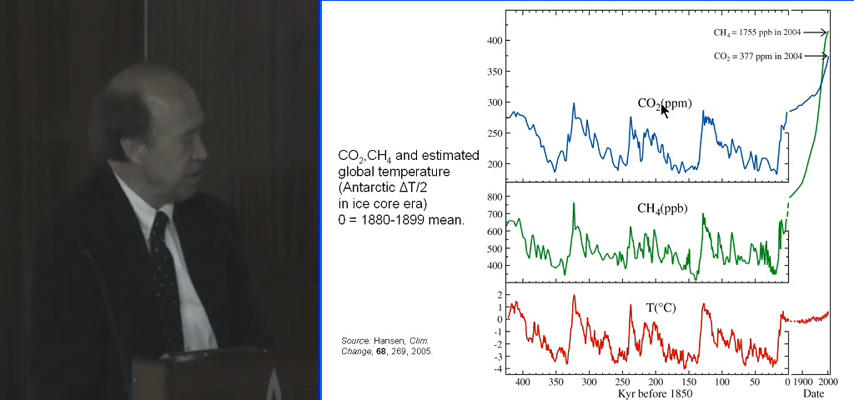 CO2,CH4 and estimated
global temperature
(Antarctic ΔT/2
in ice core era)
0 = 1880-1899 mean.
Source: Hansen, Clim.
Change, 68, 269, 2005.
CH4 = 1755 ppb in 2004
CO2 = 377 ppm in 2004
CO2(ppm)
400
350
300
250
200
CH4(ppb)
800
700
600
500
400
T(°C)
2
1
0
-1
-2
-3
-4
400 350 300 250 200 150 100 50 0 1900 2000
Kyr before 1850 Date